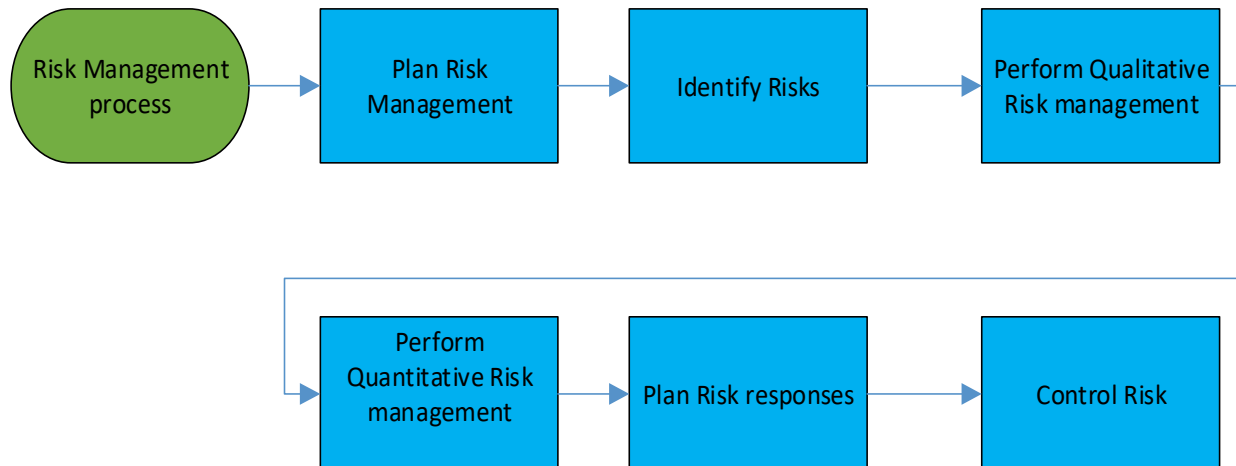 Risk Management
process
Plan Risk
Management
Identify Risks
Perform Qualitative
Risk management
Perform
Quantitative Risk
management
Plan Risk responses
Control Risk